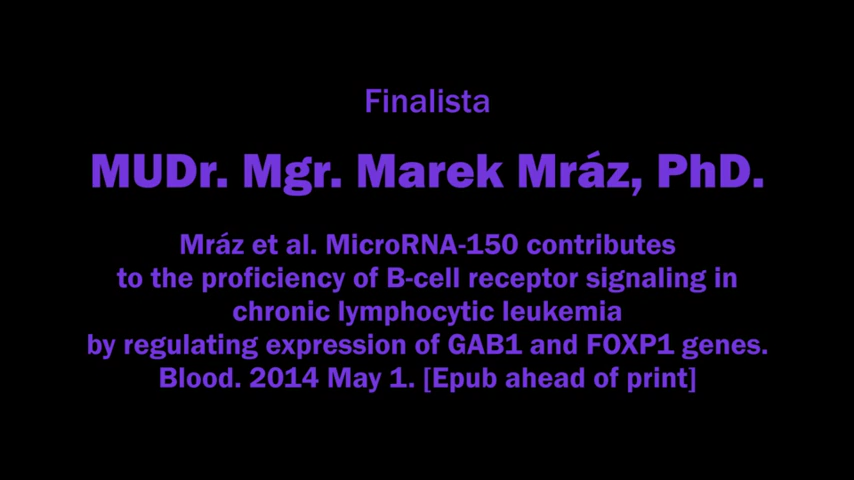 Finalista
MUDr. Mgr. Marek Mráz, PhD.
Mráz et al. MicroRNA-150 contributes
to the proficiency of B-cell receptor signaling in
chronic lymphocytic leukemia
by regulating expression of GAB1 and FOXP1 genes.
Blood. 2014 May 1. [Epub ahead of print]